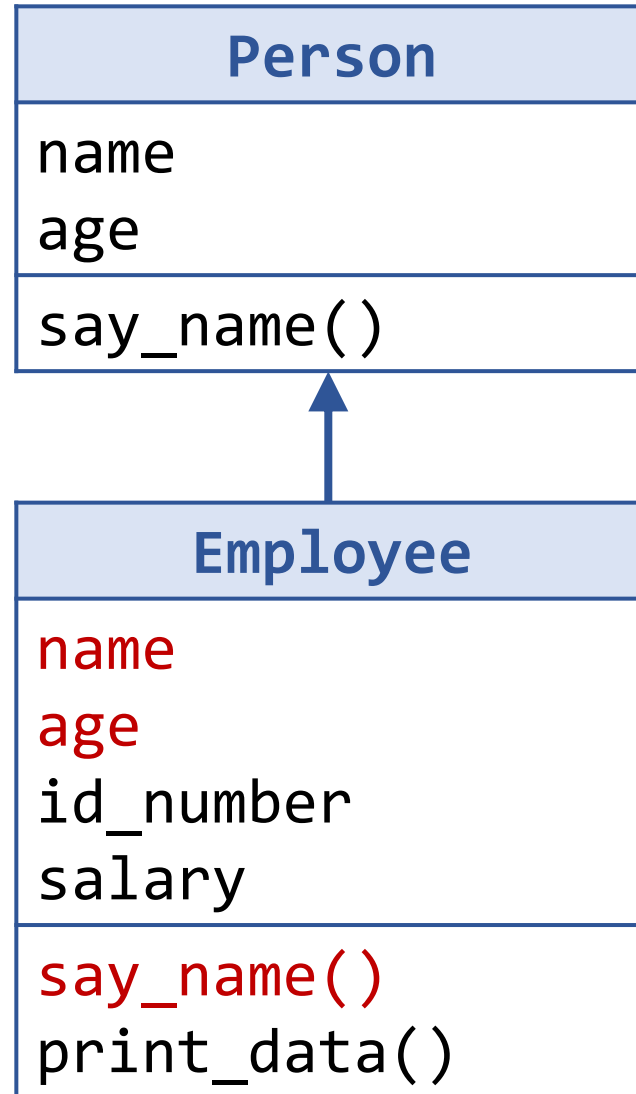 Person
name
age
say_name()
Employee
name
age
id_number
salary
say_name()
print_data()